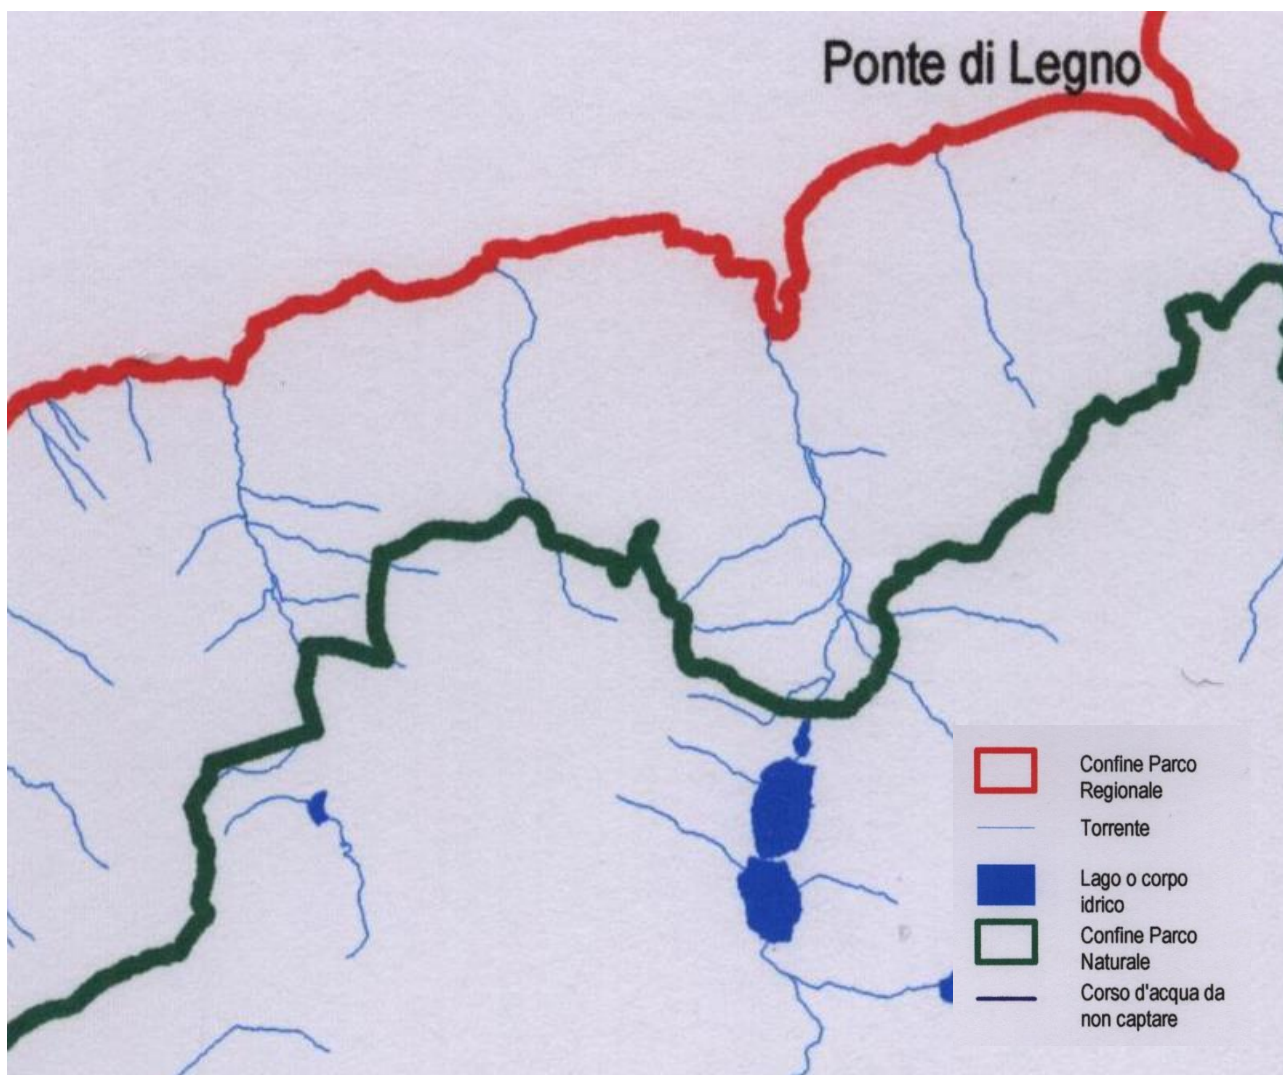 Ponte di Legno
Confine Parco
Regionale
Torrente
Lago o corpo
idrico
Confine Parco
Naturale
Corso d'acqua da
non captare